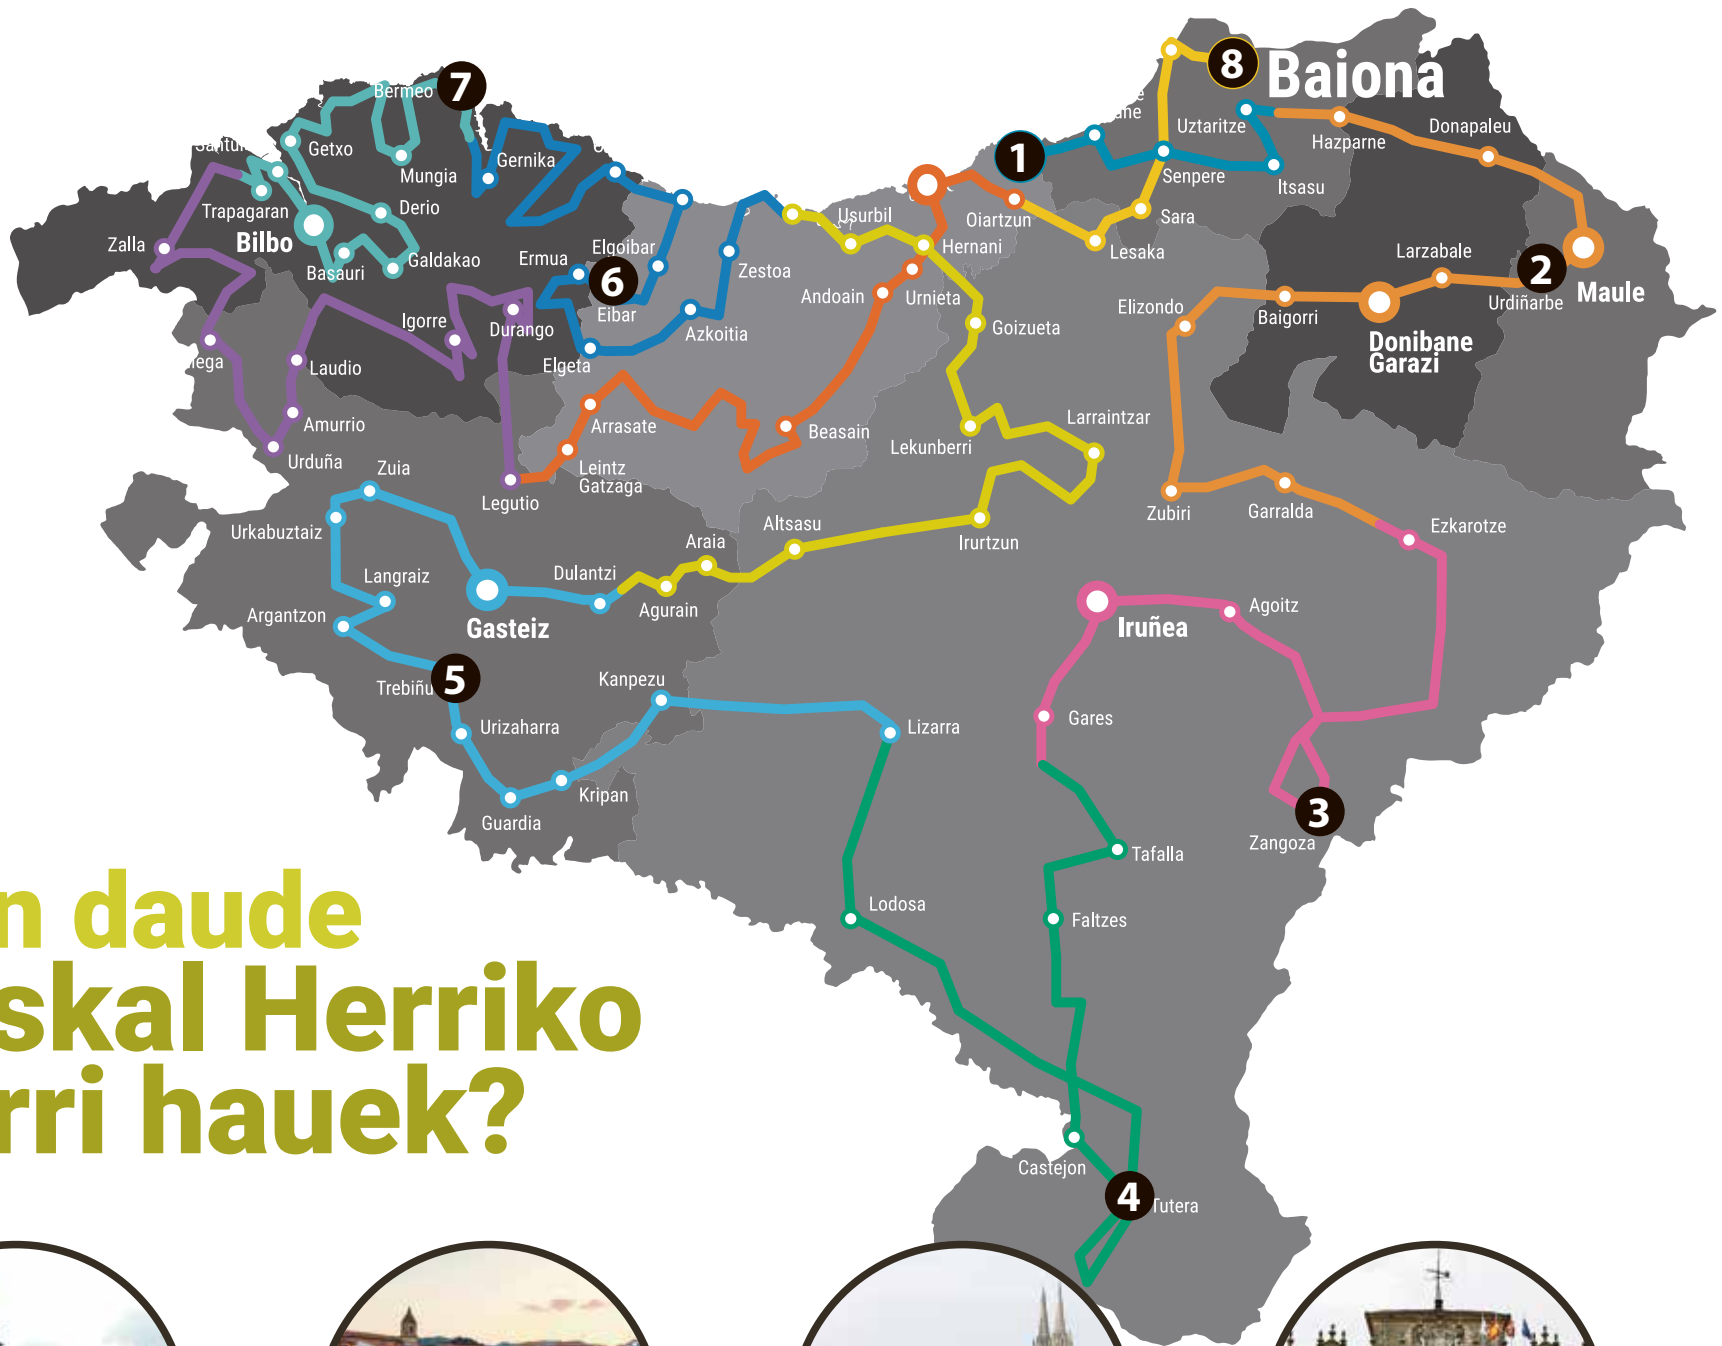 8
Baiona
7
Bermeo
1
Uztaritze
Hazparne
Donapaleu
Getxo
Gernika
Mungia
Senpere
Itsasu
Trapagaran
Derio
Usurbil
Oiartzun
Sara
Zalla
Bilbo
Basauri
Galdakao
Ermua
Elgoibar
6
Eibar
Zestoa
Hernani
Lesaka
Larzabale
2
Urdiñarbe
Maule
Andoain
Urnieta
Elizondo
Baigorri
Igorre
Durango
Azkoitia
Goizueta
Donibane
Garazi
Laudio
Elgeta
Amurrio
Arrasate
Beasain
Larraintzar
Lekunberri
Urduña
Zuia
Leintz
Gatzaga
Legutio
Zubiri
Garralda
Ezkarotze
Urkabuztaiz
Altsasu
Irurtzun
Araia
Langraiz
Dulantzi
Agurain
Argantzon
Gasteiz
Iruñea
Agoitz
Trebiñu
5
Kanpezu
Urizaharra
Lizarra
Gares
Kripan
Guardia
3
Zangoza
Tafalla
Lodosa
Faltzes
n daude
skal Herriko
rri hauek?
Castejon
4
Tutera